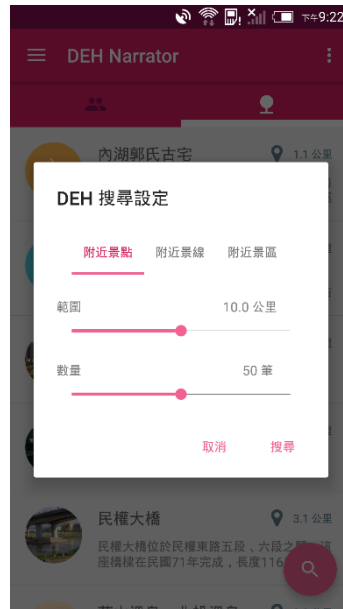 下午9:22
DEH Narrator
內湖郭氏古宅
1.1 公里
DEH 搜尋設定
附近景點 附近景線 附近景區
範圍 10.0 公里
數量 50 筆
取消 搜尋
民權大橋
3.1 公里
民權大橋位於民權東路五段、六段之間，這
座橋樑在民國71年完成，長度116